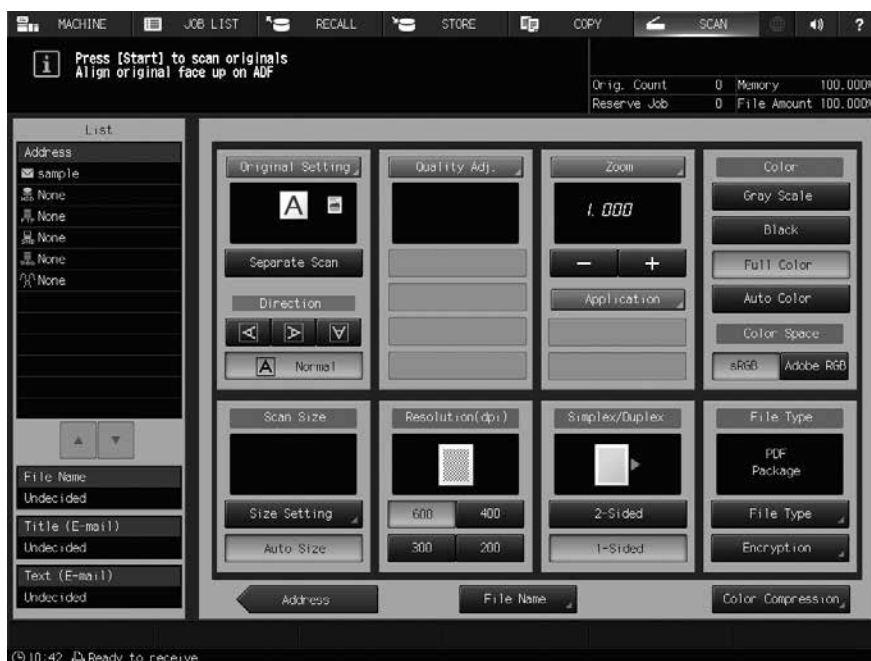 MACHINE JOB LIST RECALL STORE COPY SCAN ?
Press [Start] to scan originals
Align original face up on ADF
Orig. Count 0 Memory 100.000%
Reserve Job 0 File Amount 100.000%
List
Address
sample
None
None
None
None
None
File Name
Undecided
Title (E-mail)
Undecided
Text (E-mail)
Undecided
Original Setting
A
Separate Scan
Direction
A A A
A Normal
Quality Adj.
Zoom
1.000
− +
Application
Color
Gray Scale
Black
Full Color
Auto Color
Color Space
sRGB Adobe RGB
Scan Size
Size Setting
Auto Size
Resolution(dpi)
600 400
300 200
Simplex/Duplex
2-Sided
1-Sided
File Type
PDF
Package
File Type
Encryption
Address File Name Color Compression
10:42 Ready to receive